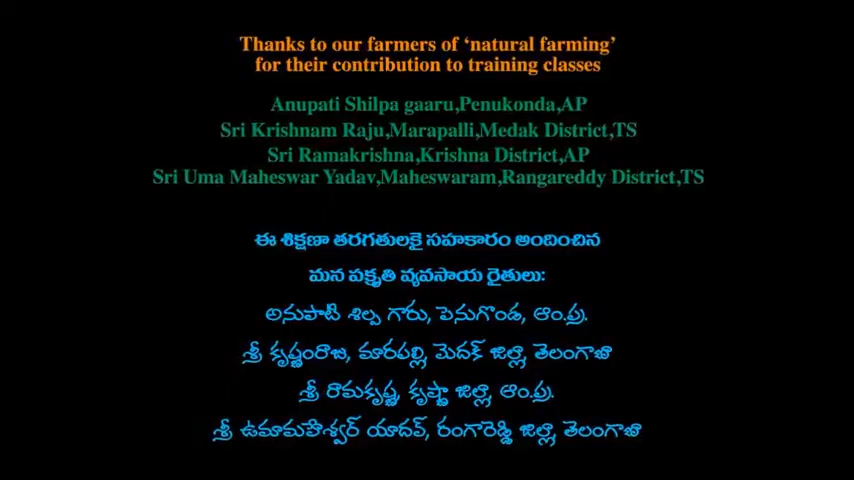 Thanks to our farmers of ‘natural farming’
for their contribution to training classes
Anupati Shilpa gaaru,Penukonda,AP
Sri Krishnam Raju,Marapalli,Medak District,TS
Sri Ramakrishna,Krishna District,AP
Sri Uma Maheswar Yadav,Maheswaram,Rangareddy District,TS
ఈ శిక్షణా తరగతులకై సహకారం అందించిన
మన పకృతి వ్యవసాయ రైతులు:
అనుపాటి శిల్ప గారు, పెనుగొండ, ఆం.ప్ర.
శ్రీ కృష్ణంరాజు, మారపల్లి, మెదక్ జిల్లా, తెలంగాణా
శ్రీ రామకృష్ణ, కృష్ణా జిల్లా, ఆం.ప్ర.
శ్రీ ఉమామహేశ్వర్ యాదవ్, రంగారెడ్డి జిల్లా, తెలంగాణా